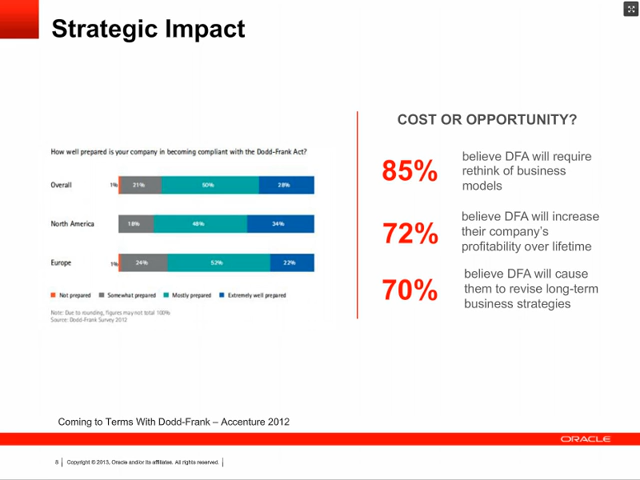 Strategic Impact
How well prepared is your company in becoming compliant with the Dodd-Frank Act?
Overall 1% 21% 50% 28%
North America 18% 48% 34%
Europe 1% 24% 52% 22%
Not prepared Somewhat prepared Mostly prepared Extremely well prepared
Note: Due to rounding, figures may not total 100%
Source: Dodd-Frank Survey 2012
COST OR OPPORTUNITY?
85%
believe DFA will require
rethink of business
models
72%
believe DFA will increase
their company's
profitability over lifetime
70%
believe DFA will cause
them to revise long-term
business strategies
Coming to Terms With Dodd-Frank – Accenture 2012
ORACLE
8 Copyright © 2013, Oracle and/or its affiliates. All rights reserved.